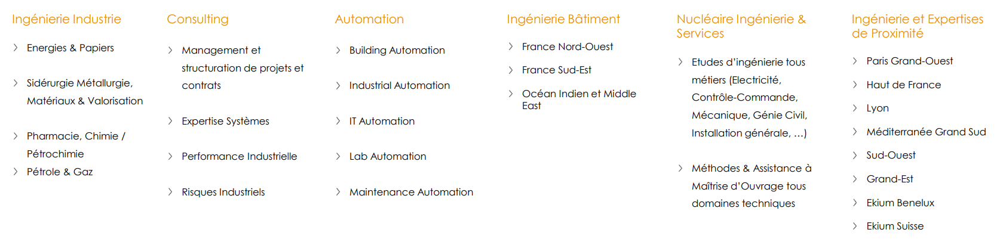 Ingénierie Industrie
Energies & Papiers
Sidérurgie Métallurgie,
Matériaux & Valorisation
Pharmacie, Chimie /
Pétrochimie
Pétrole & Gaz
Consulting
Management et
structuration de projets et
contrats
Expertise Systèmes
Performance Industrielle
Risques Industriels
Automation
Building Automation
Industrial Automation
IT Automation
Lab Automation
Maintenance Automation
Ingénierie Bâtiment
France Nord-Ouest
France Sud-Est
Océan Indien et Middle
East
Nucléaire Ingénierie &
Services
Etudes d’ingénierie tous
métiers (Electricité,
Contrôle-Commande,
Mécanique, Génie Civil,
Installation générale, …)
Méthodes & Assistance à
Maîtrise d’Ouvrage tous
domaines techniques
Ingénierie et Expertises
de Proximité
Paris Grand-Ouest
Haut de France
Lyon
Méditerranée Grand Sud
Sud-Ouest
Grand-Est
Ekium Benelux
Ekium Suisse